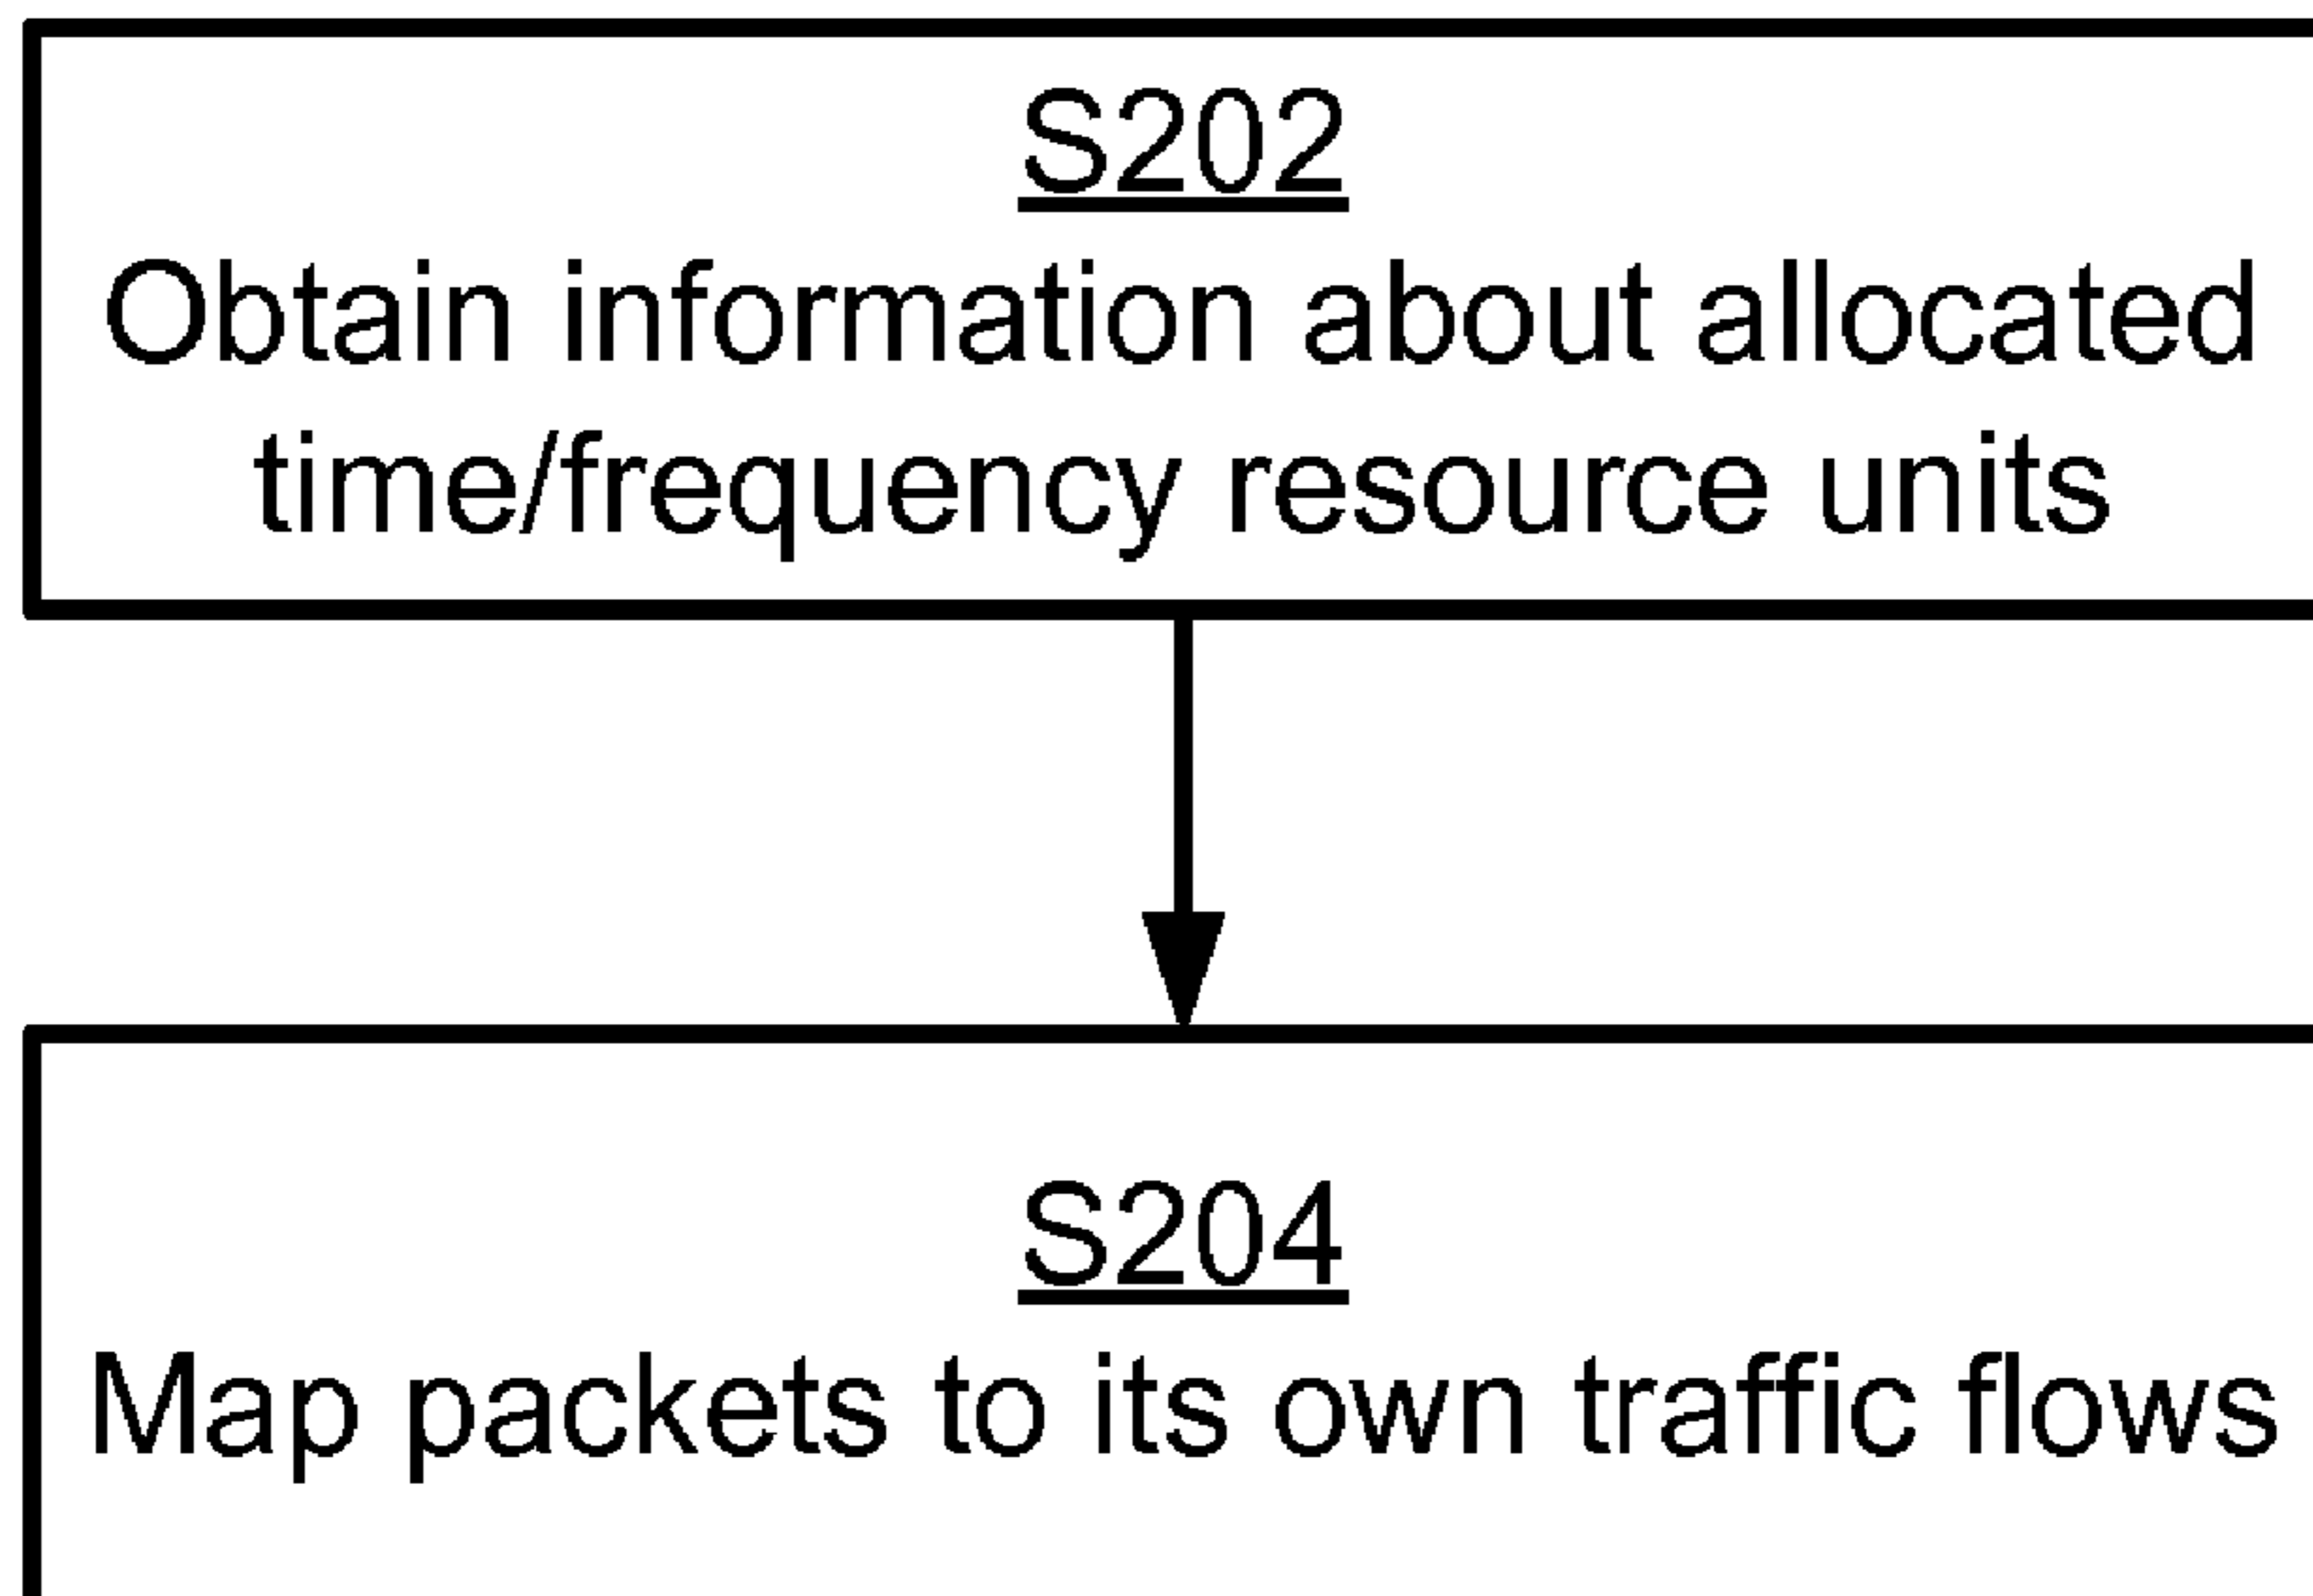 S202
Obtain information about allocated
time/frequency resource units
S204
Map packets to its own traffic flows